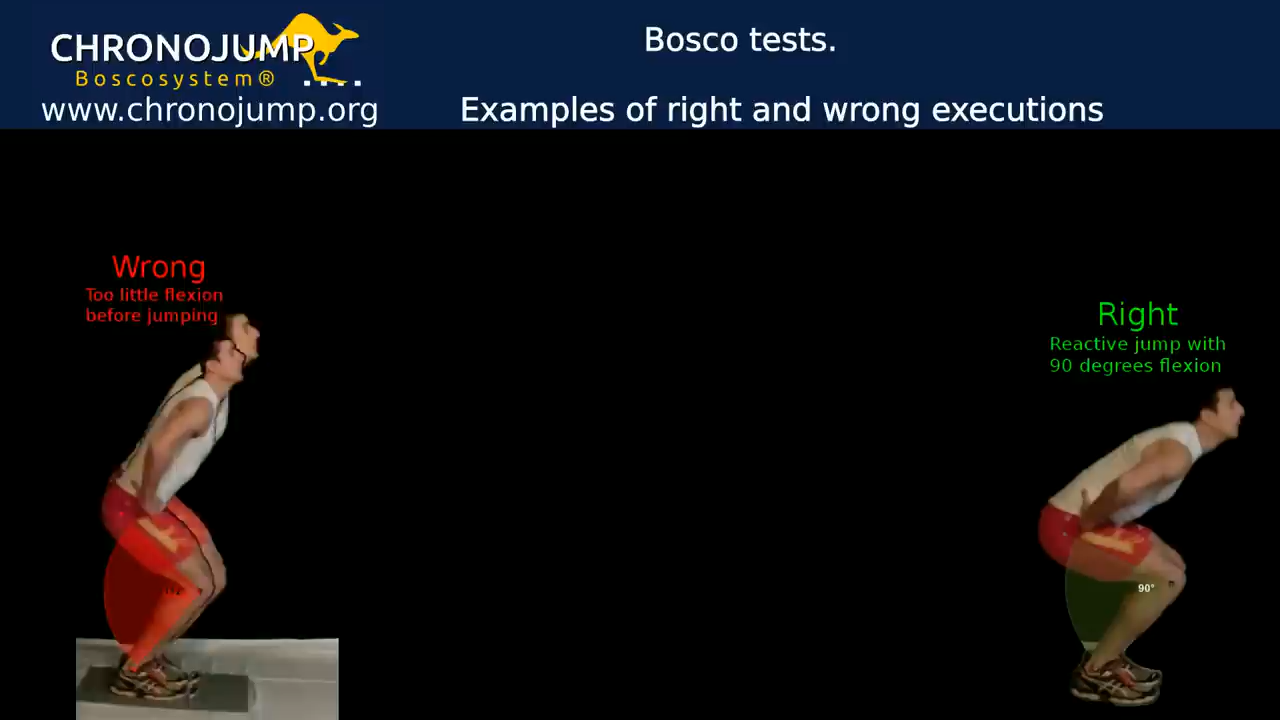 CHRONOJUMP
Boscosystem®
www.chronojump.org
Bosco tests.
Examples of right and wrong executions
Wrong
Too little flexion
before jumping
Right
Reactive jump with
90 degrees flexion
90°